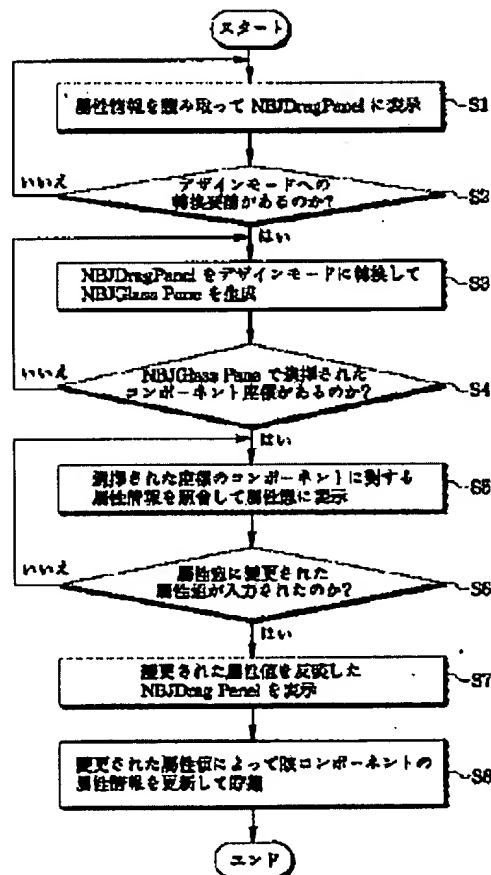 スタート
属性情報を読み取って NBJDragPanel に表示
S1
デザインモードへの
転換要請があるのか?
S2
いいえ
はい
NBJDragPanel をデザインモードに転換して
NBJGlass Pane を生成
S3
NBJGlass Pane で選択された
コンポーネント座標があるのか?
S4
はい
選択された座標のコンポーネントに対する
属性情報を照会して属性窓に表示
S5
いいえ
属性窓に変更された
属性値が入力されたのか?
S6
はい
変更された属性値を反映した
NBJDrag Panel を表示
S7
変更された属性値によって該コンポーネントの
属性情報を更新して貯蔵
S8
エンド